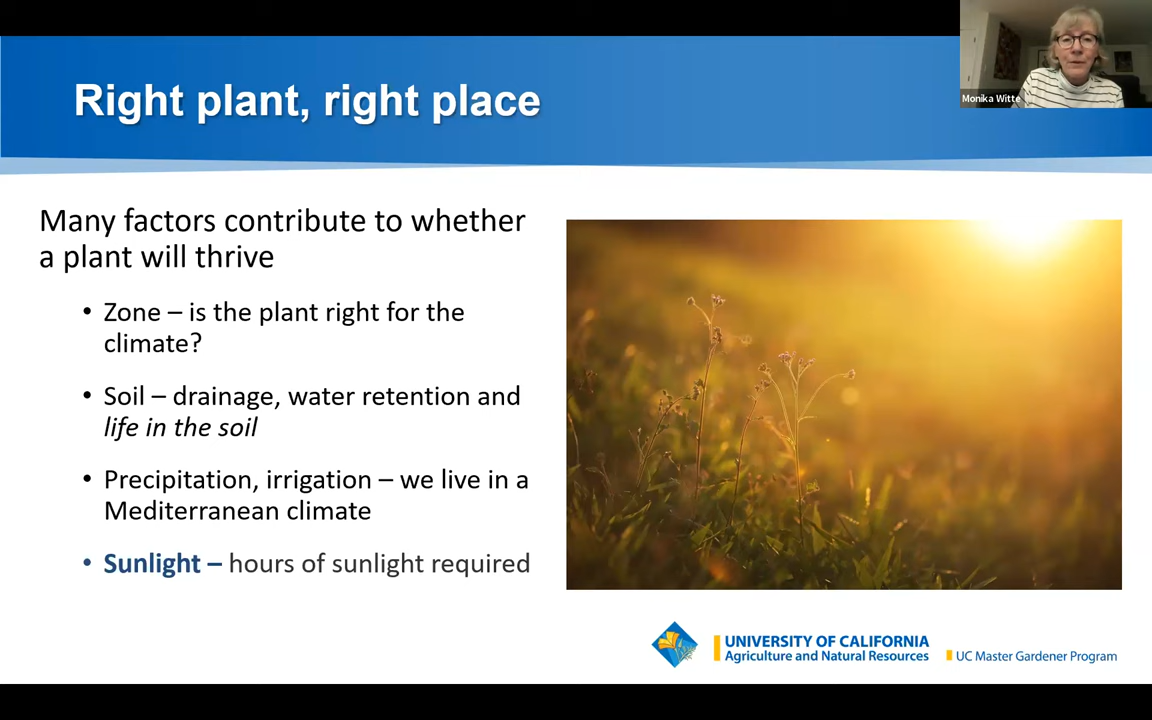 Right plant, right place
Monika Witte
Many factors contribute to whether
a plant will thrive
• Zone – is the plant right for the
climate?
• Soil – drainage, water retention and
life in the soil
• Precipitation, irrigation – we live in a
Mediterranean climate
• Sunlight – hours of sunlight required
UNIVERSITY OF CALIFORNIA
Agriculture and Natural Resources
UC Master Gardener Program